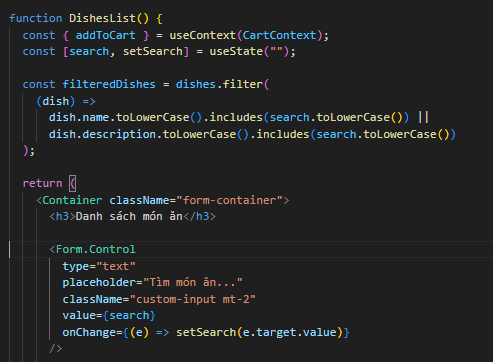 function DishesList() {
const { addToCart } = useContext(CartContext);
const [search, setSearch] = useState("");
const filteredDishes = dishes.filter(
(dish) =>
dish.name.toLowerCase().includes(search.toLowerCase()) ||
dish.description.toLowerCase().includes(search.toLowerCase())
);
return (
<Container className="form-container">
<h3>Danh sách món ăn</h3>
<Form.Control
type="text"
placeholder="Tìm món ăn..."
className="custom-input mt-2"
value={search}
onChange={(e) => setSearch(e.target.value)}
/>